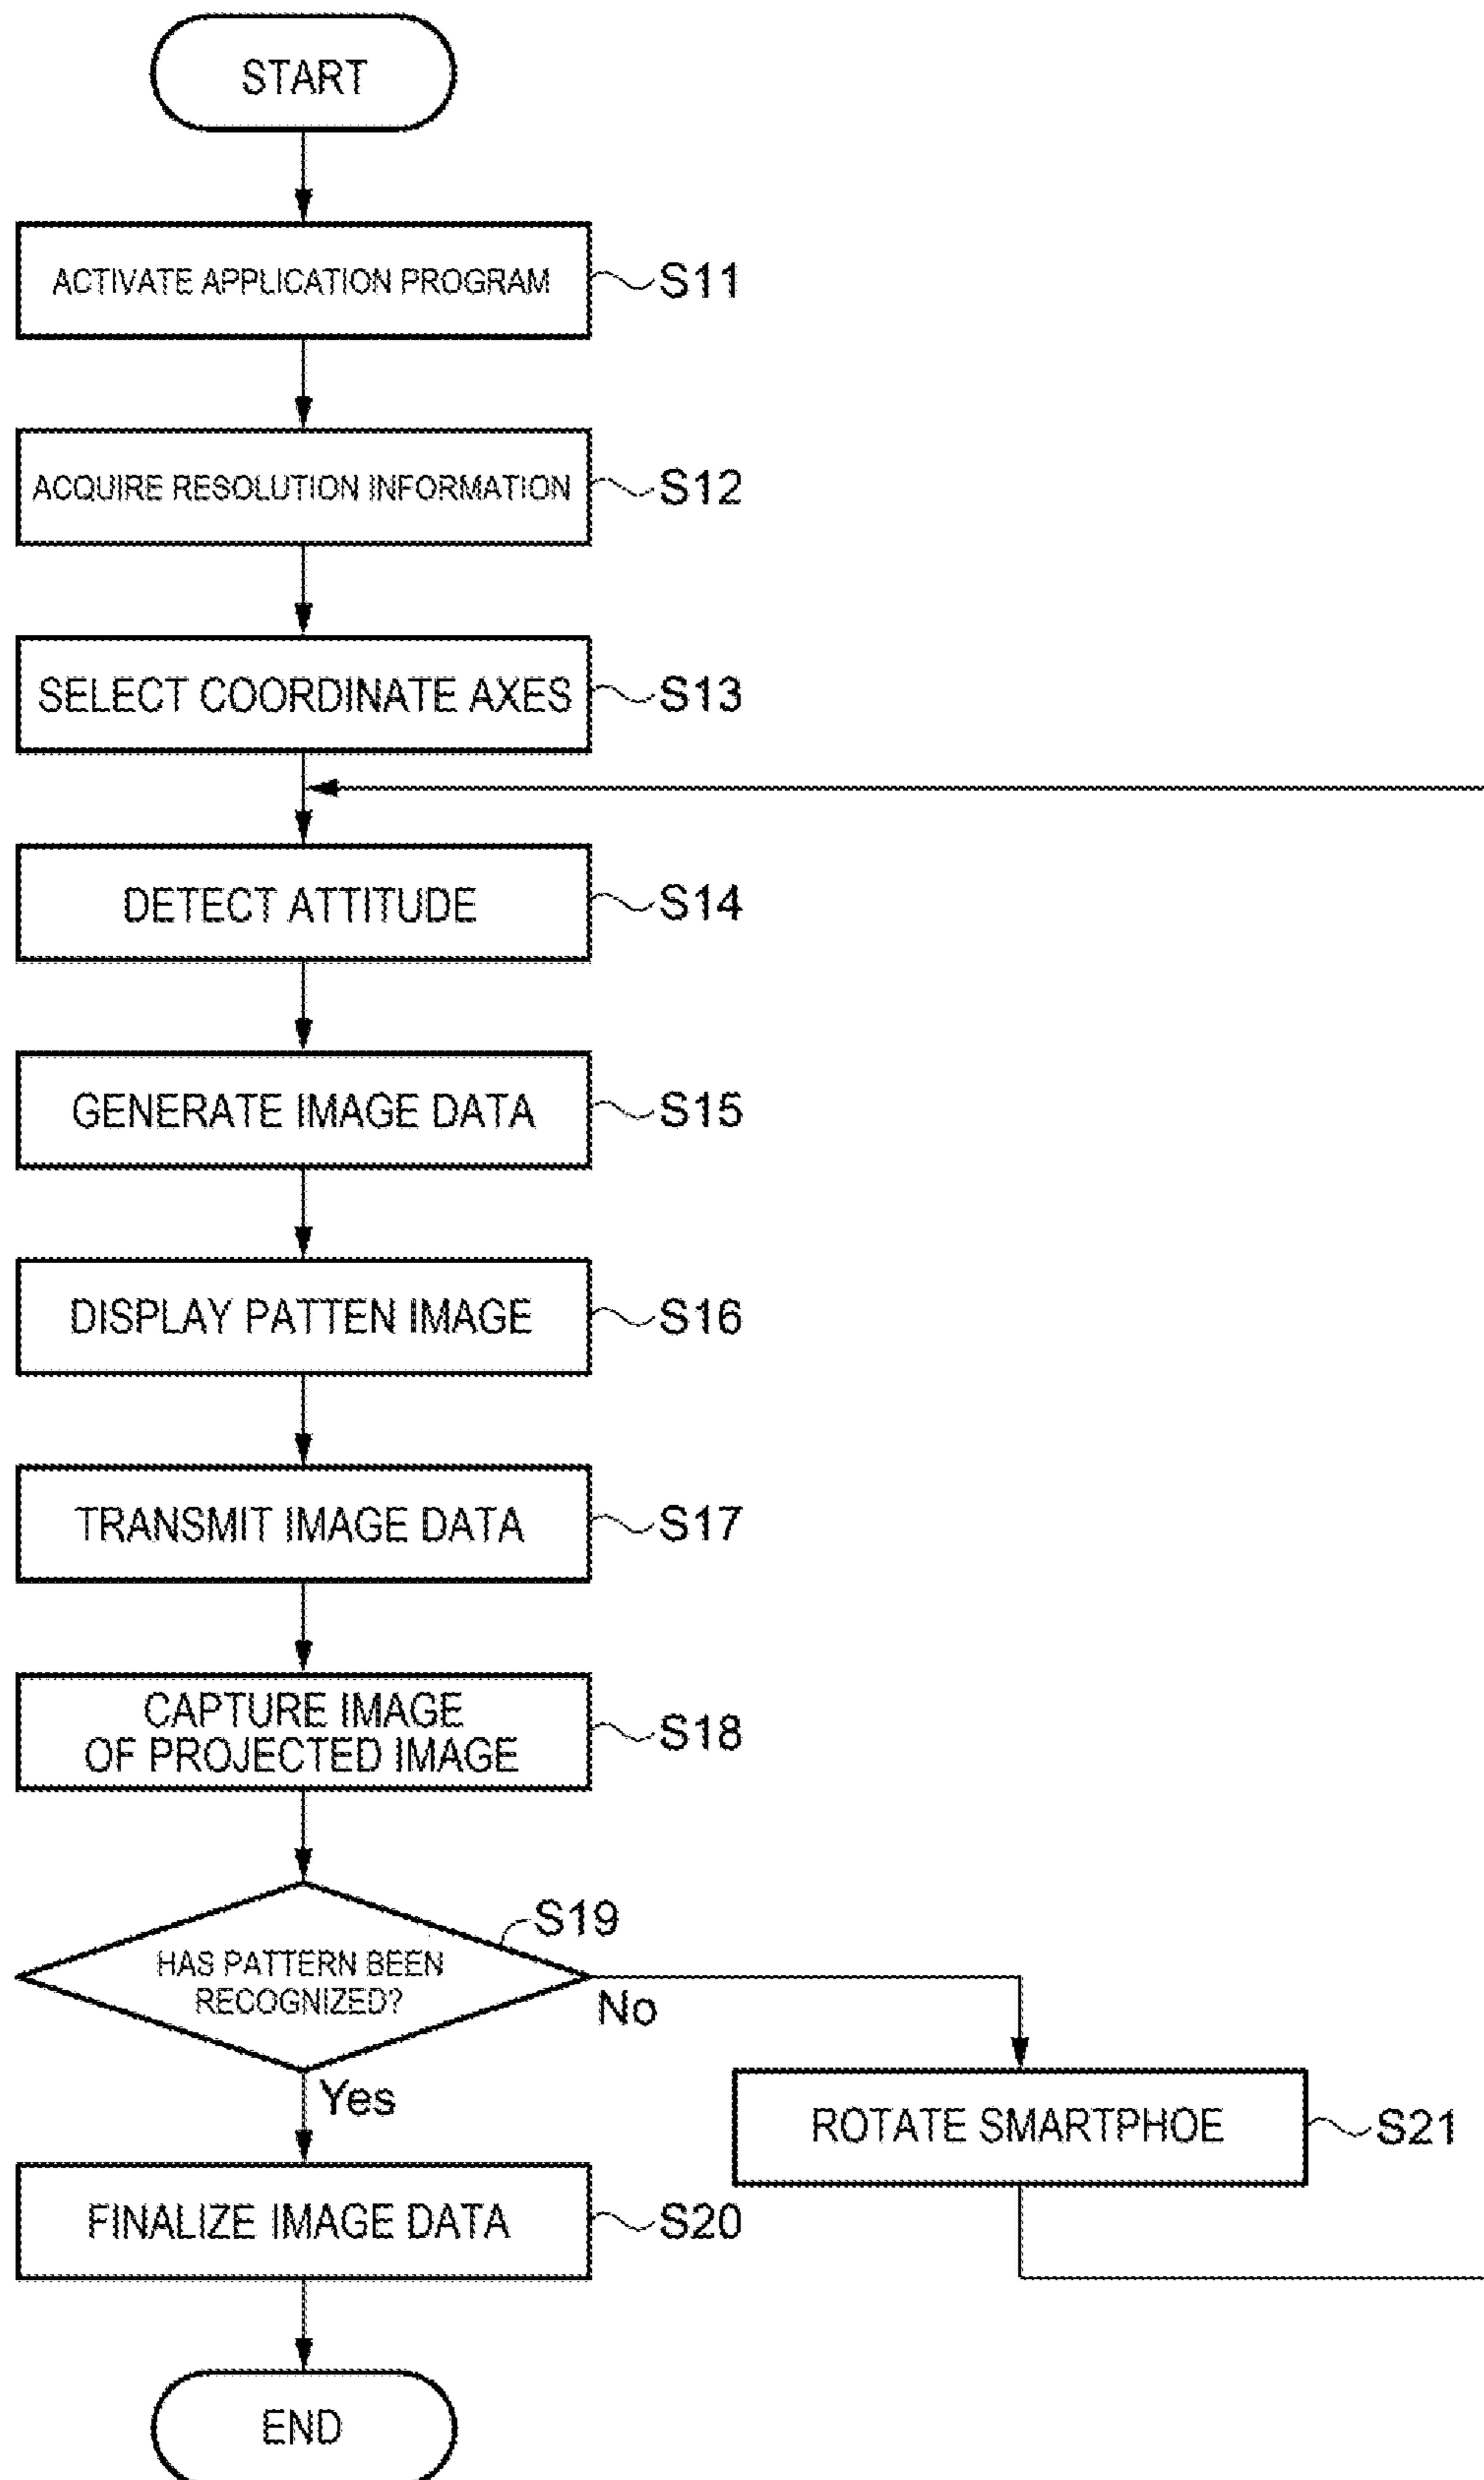 START
ACTIVATE APPLICATION PROGRAM
S11
ACQUIRE RESOLUTION INFORMATION
S12
SELECT COORDINATE AXES
S13
DETECT ATTITUDE
S14
GENERATE IMAGE DATA
S15
DISPLAY PATTEN IMAGE
S16
TRANSMIT IMAGE DATA
S17
CAPTURE IMAGE
OF PROJECTED IMAGE
S18
S19
HAS PATTERN BEEN
RECOGNIZED?
No
Yes
ROTATE SMARTPHOE
S21
FINALIZE IMAGE DATA
S20
END